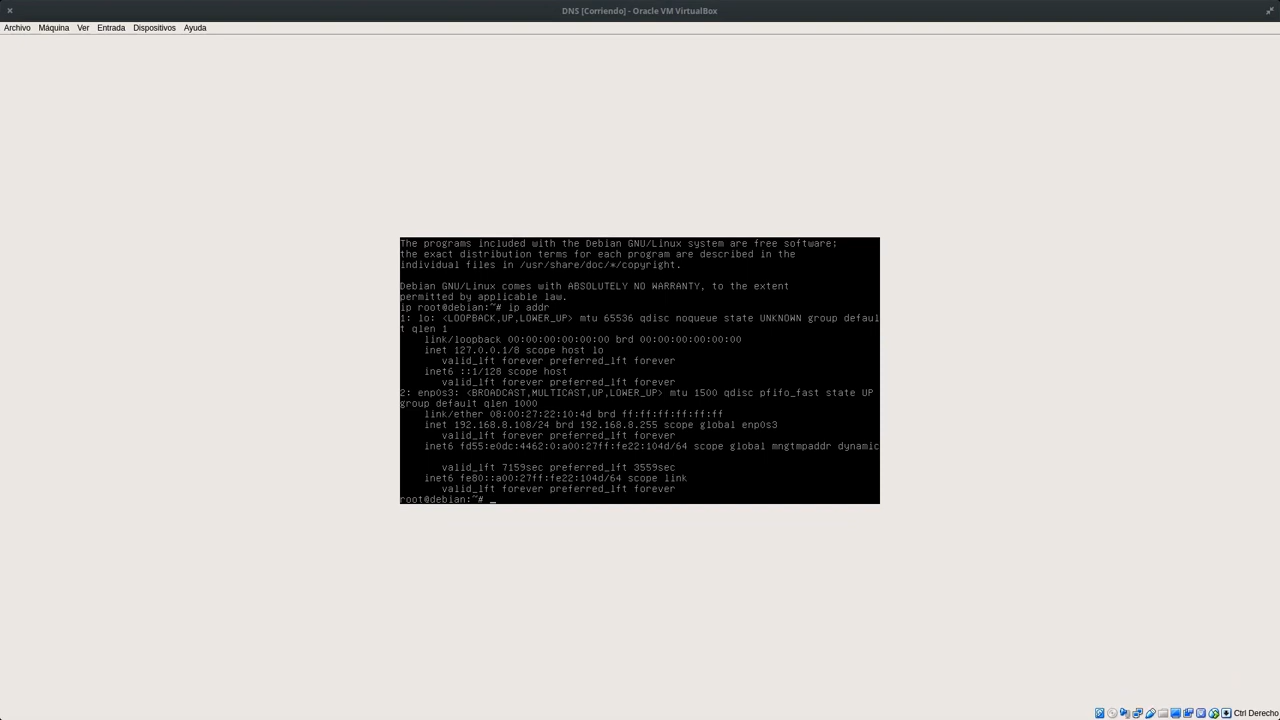 DNS [Corriendo] - Oracle VM VirtualBox
Archivo Máquina Ver Entrada Dispositivos Ayuda
The programs included with the Debian GNU/Linux system are free software;
the exact distribution terms for each program are described in the
individual files in /usr/share/doc/*/copyright.
Debian GNU/Linux comes with ABSOLUTELY NO WARRANTY, to the extent
permitted by applicable law.
ip root@debian:~# ip addr
1: lo: <LOOPBACK,UP,LOWER_UP> mtu 65536 qdisc noqueue state UNKNOWN group defaul
t qlen 1
link/loopback 00:00:00:00:00:00 brd 00:00:00:00:00:00
inet 127.0.0.1/8 scope host lo
valid_lft forever preferred_lft forever
inet6 ::1/128 scope host
valid_lft forever preferred_lft forever
2: enp0s3: <BROADCAST,MULTICAST,UP,LOWER_UP> mtu 1500 qdisc pfifo_fast state UP
group default qlen 1000
link/ether 08:00:27:22:10:4d brd ff:ff:ff:ff:ff:ff
inet 192.168.8.108/24 brd 192.168.8.255 scope global enp0s3
valid_lft forever preferred_lft forever
inet6 fd55:e0dc:4462:0:a00:27ff:fe22:104d/64 scope global mngtmpaddr dynamic
valid_lft 7159sec preferred_lft 3559sec
inet6 fe80::a00:27ff:fe22:104d/64 scope link
valid_lft forever preferred_lft forever
root@debian:~# _
Ctrl Derecho